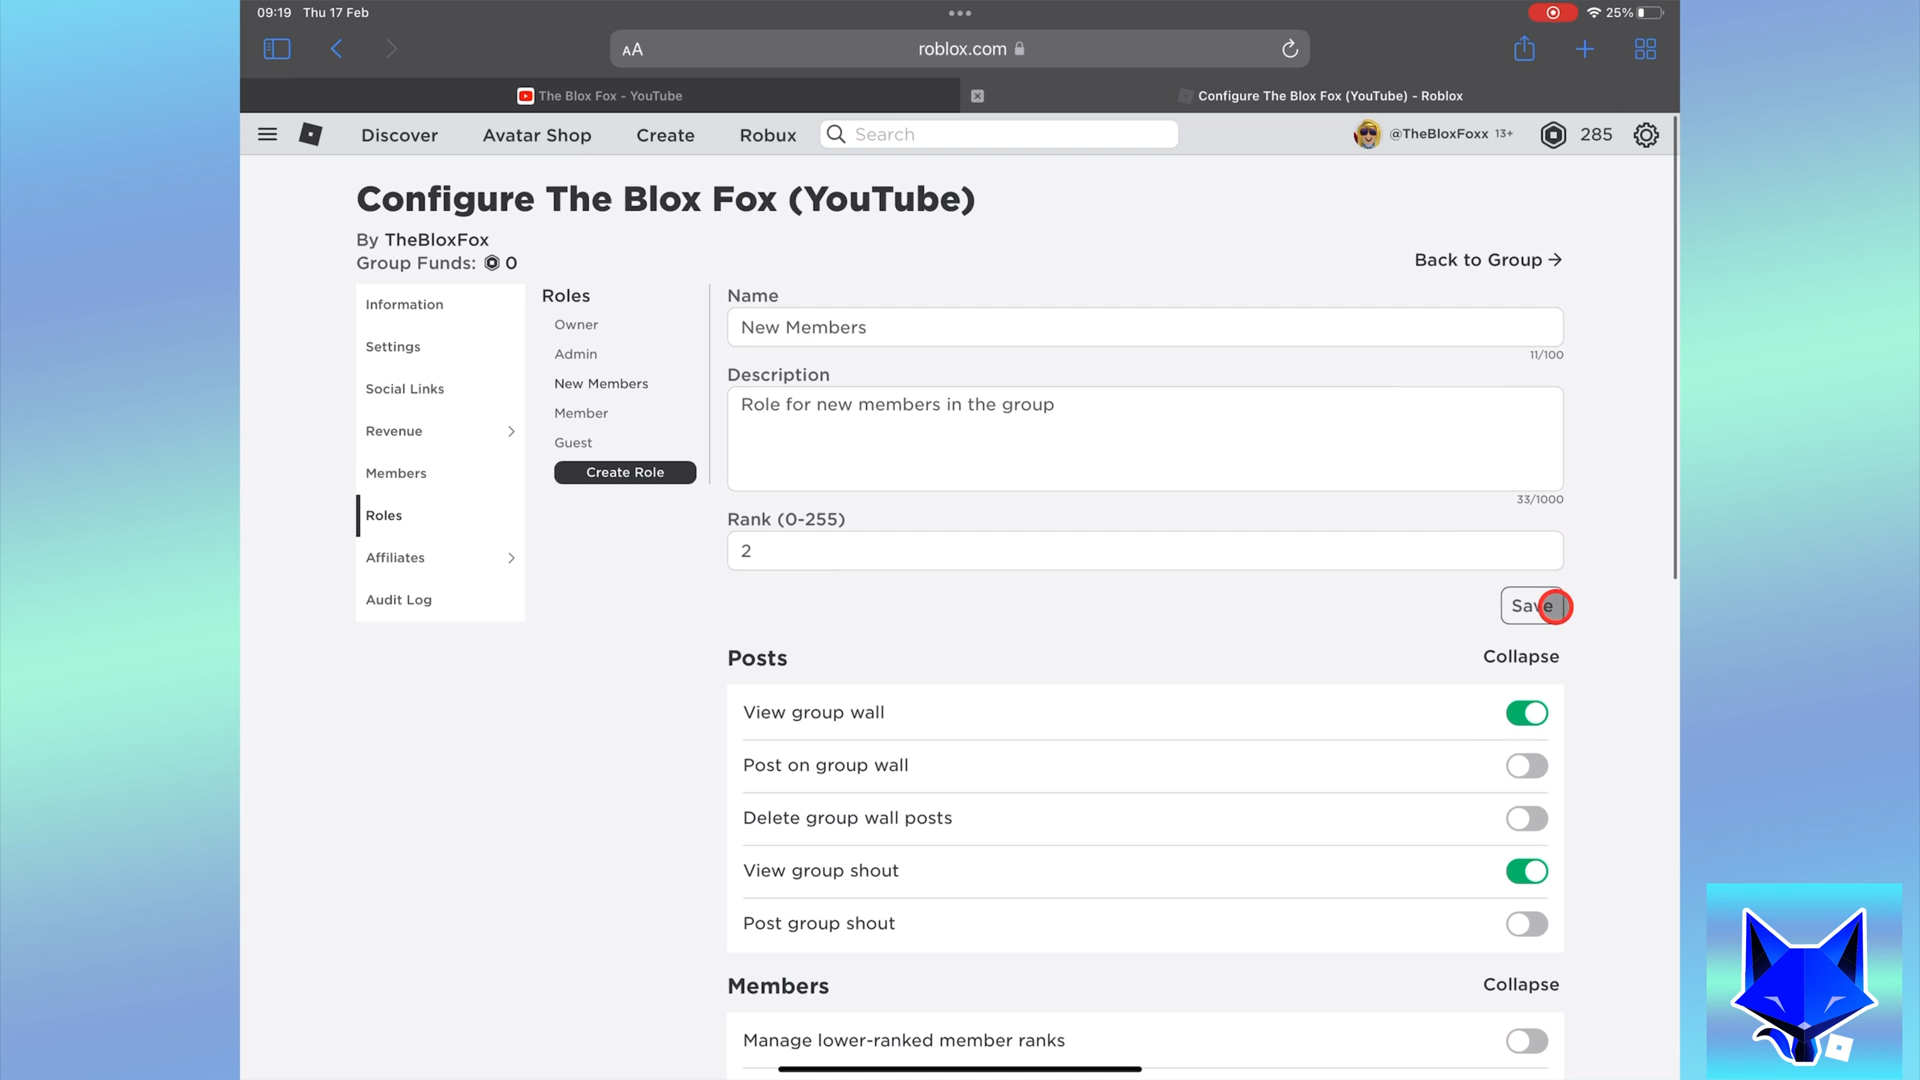 09:19 Thu 17 Feb
25%
AA roblox.com
The Blox Fox - YouTube
Configure The Blox Fox (YouTube) - Roblox
Discover Avatar Shop Create Robux Search @TheBloxFoxx 13+ 285
Configure The Blox Fox (YouTube)
By TheBloxFox
Group Funds: 0
Back to Group →
Information
Settings
Social Links
Revenue
Members
Roles
Affiliates
Audit Log
Roles
Owner
Admin
New Members
Member
Guest
Create Role
Name
New Members
11/100
Description
Role for new members in the group
33/1000
Rank (0-255)
2
Save
Posts Collapse
View group wall
Post on group wall
Delete group wall posts
View group shout
Post group shout
Members Collapse
Manage lower-ranked member ranks